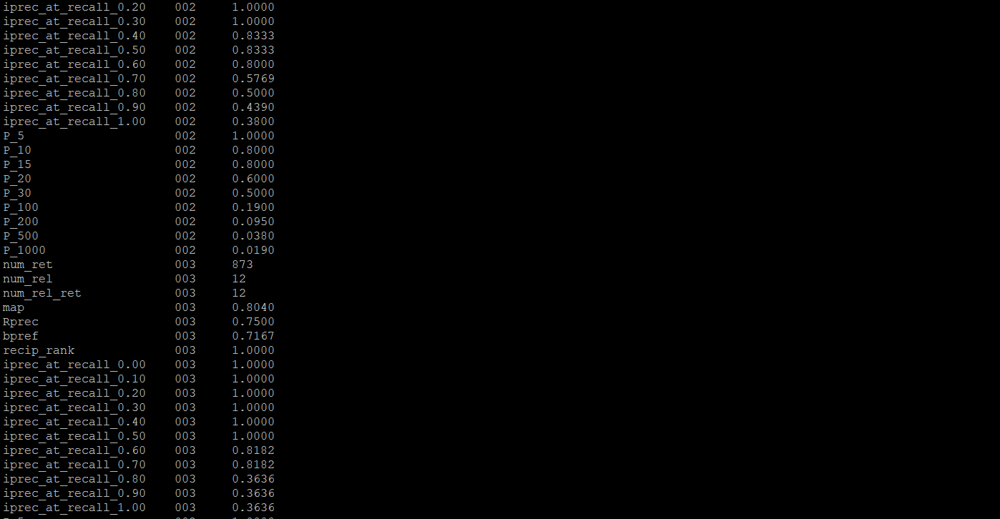 iprec_at_recall_0.20 002 1.0000
iprec_at_recall_0.30 002 1.0000
iprec_at_recall_0.40 002 0.8333
iprec_at_recall_0.50 002 0.8333
iprec_at_recall_0.60 002 0.8000
iprec_at_recall_0.70 002 0.5769
iprec_at_recall_0.80 002 0.5000
iprec_at_recall_0.90 002 0.4390
iprec_at_recall_1.00 002 0.3800
P_5 002 1.0000
P_10 002 0.8000
P_15 002 0.8000
P_20 002 0.6000
P_30 002 0.5000
P_100 002 0.1900
P_200 002 0.0950
P_500 002 0.0380
P_1000 002 0.0190
num_ret 003 873
num_rel 003 12
num_rel_ret 003 12
map 003 0.8040
Rprec 003 0.7500
bpref 003 0.7167
recip_rank 003 1.0000
iprec_at_recall_0.00 003 1.0000
iprec_at_recall_0.10 003 1.0000
iprec_at_recall_0.20 003 1.0000
iprec_at_recall_0.30 003 1.0000
iprec_at_recall_0.40 003 1.0000
iprec_at_recall_0.50 003 1.0000
iprec_at_recall_0.60 003 0.8182
iprec_at_recall_0.70 003 0.8182
iprec_at_recall_0.80 003 0.3636
iprec_at_recall_0.90 003 0.3636
iprec_at_recall_1.00 003 0.3636